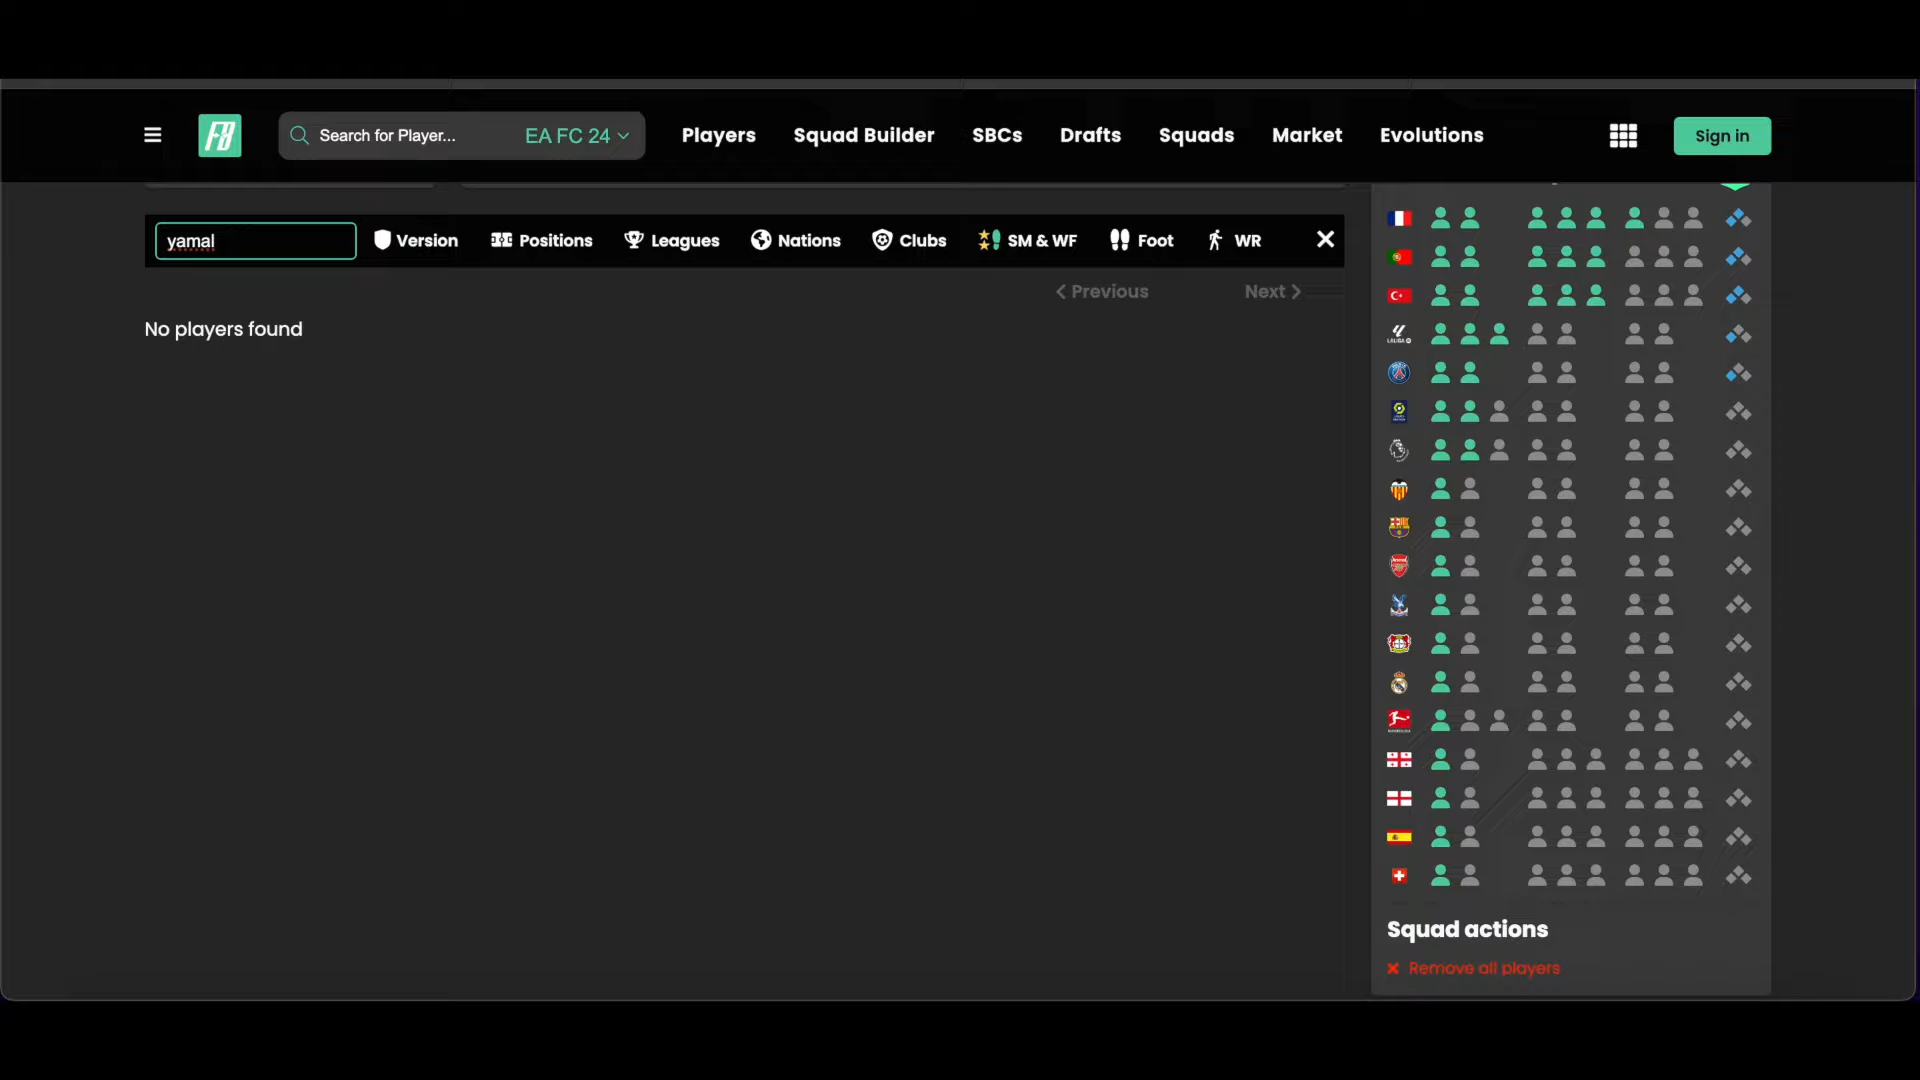 Search for Player... EA FC 24 Players Squad Builder SBCs Drafts Squads Market Evolutions Sign in
yamal Version Positions Leagues Nations Clubs SM & WF Foot WR
Previous Next
No players found
Squad actions
Remove all players